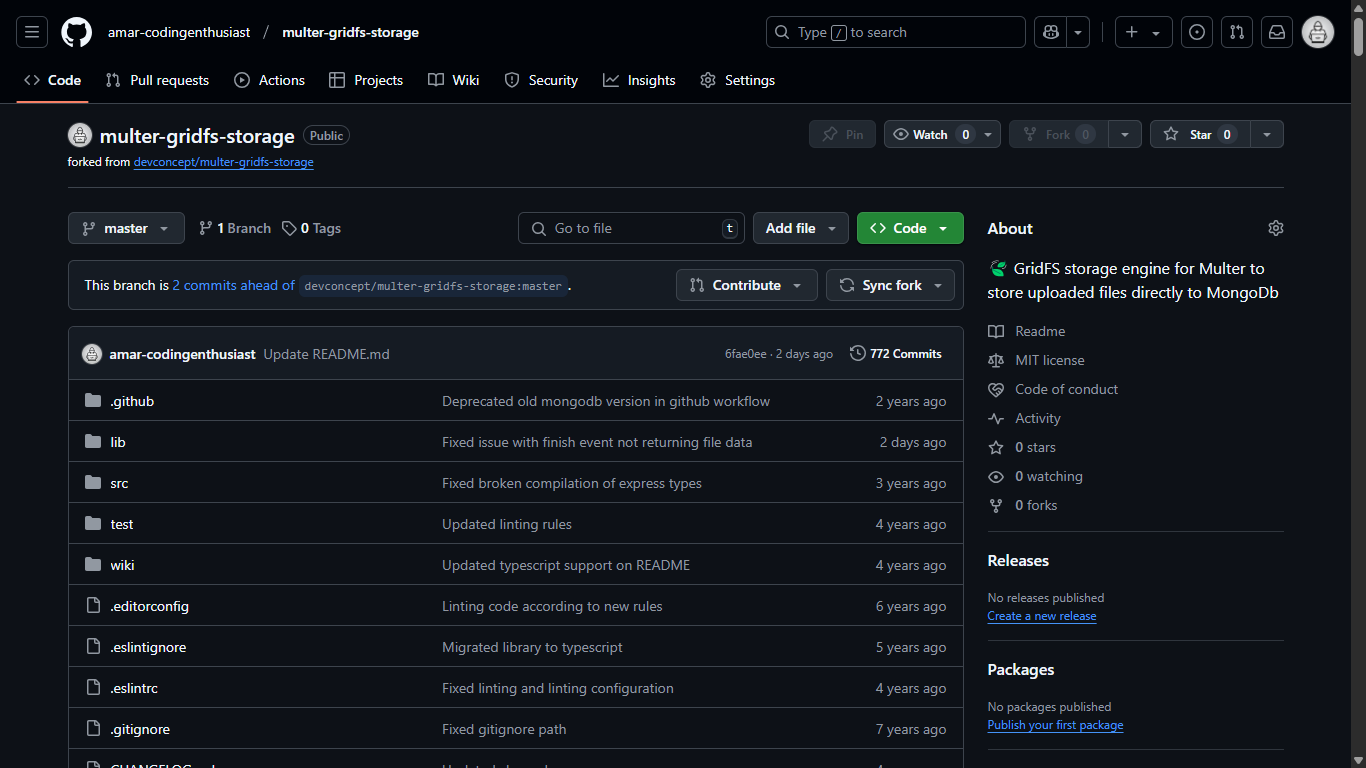 amar-codingenthusiast / multer-gridfs-storage
Type / to search
Code Pull requests Actions Projects Wiki Security Insights Settings
multer-gridfs-storage Public
Pin Watch 0 Fork 0 Star 0
forked from devconcept/multer-gridfs-storage
master 1 Branch 0 Tags
Go to file t Add file Code
This branch is 2 commits ahead of devconcept/multer-gridfs-storage:master .
Contribute Sync fork
amar-codingenthusiast Update README.md 6fae0ee · 2 days ago 772 Commits
.github Deprecated old mongodb version in github workflow 2 years ago
lib Fixed issue with finish event not returning file data 2 days ago
src Fixed broken compilation of express types 3 years ago
test Updated linting rules 4 years ago
wiki Updated typescript support on README 4 years ago
.editorconfig Linting code according to new rules 6 years ago
.eslintignore Migrated library to typescript 5 years ago
.eslintrc Fixed linting and linting configuration 4 years ago
.gitignore Fixed gitignore path 7 years ago
About
GridFS storage engine for Multer to
store uploaded files directly to MongoDb
Readme
MIT license
Code of conduct
Activity
0 stars
0 watching
0 forks
Releases
No releases published
Create a new release
Packages
No packages published
Publish your first package